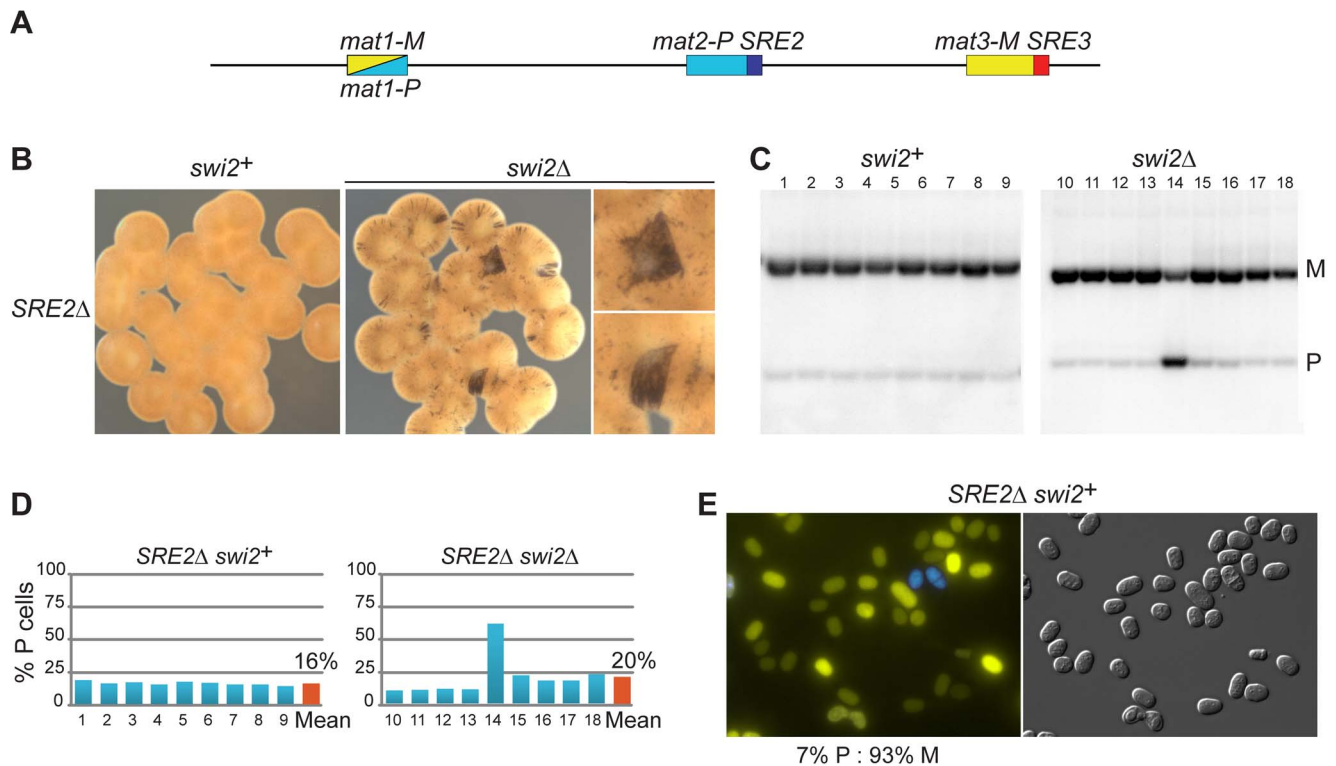 A
mat1-M mat2-P SRE2 mat3-M SRE3
mat1-P
B
swi2+ swi2Δ
SRE2Δ
C
swi2+ swi2Δ
1 2 3 4 5 6 7 8 9 10 11 12 13 14 15 16 17 18
M
P
D
SRE2Δ swi2+ SRE2Δ swi2Δ
% P cells
100 100
75 75
50 50
16% 20%
25 25
0 0
1 2 3 4 5 6 7 8 9 Mean 10 11 12 13 14 15 16 17 18 Mean
E
SRE2Δ swi2+
7% P : 93% M